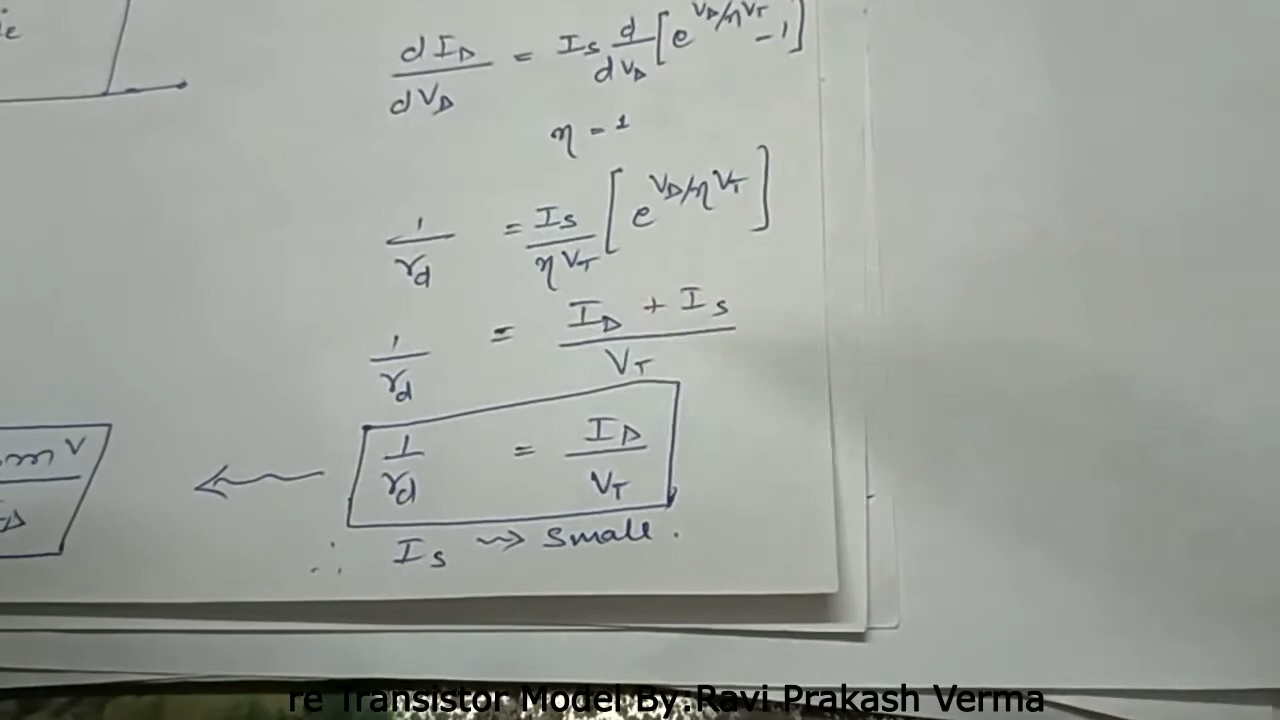 dI_D/dV_D = I_S d/dV_D [e^{V_D/ηV_T} - 1]
η = 1
1/r_d = I_S/ηV_T [e^{V_D/ηV_T}]
1/r_d = (I_D + I_S)/V_T
1/r_d = I_D/V_T
mV
∴ I_S ⇝ small.
re Transistor Model By:Ravi Prakash Verma